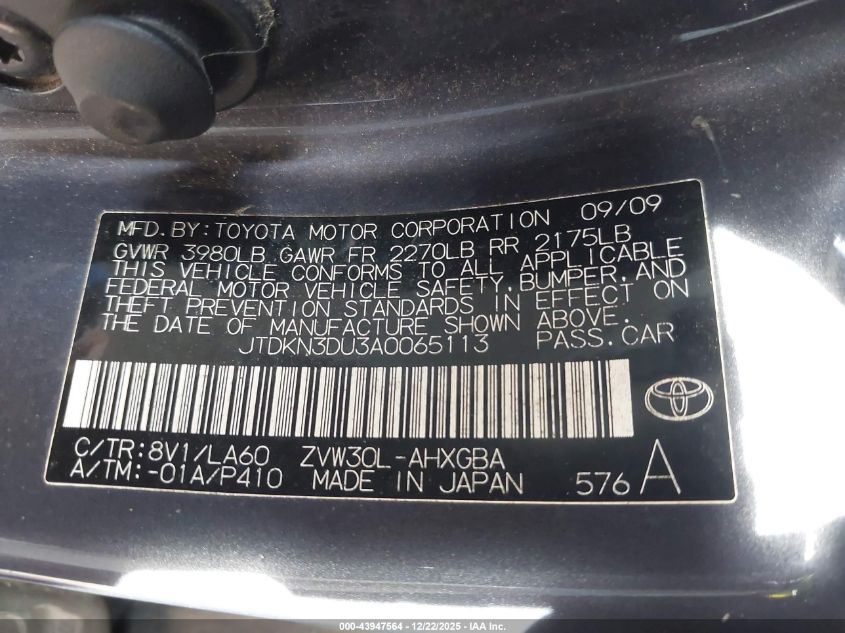 MFD.BY:TOYOTA MOTOR CORPORATION 09/09
GVWR 3980LB GAWR FR 2270LB RR 2175LB
THIS VEHICLE CONFORMS TO ALL APPLICABLE
FEDERAL MOTOR VEHICLE SAFETY,BUMPER,AND
THEFT PREVENTION STANDARDS IN EFFECT ON
THE DATE OF MANUFACTURE SHOWN ABOVE.
JTDKN3DU3A0065113 PASS.CAR
C/TR:8V1/LA60 ZVW30L-AHXGBA
A/TM:-01A/P410 MADE IN JAPAN 576 A
000-43947564 - 12/22/2025 - IAA Inc.